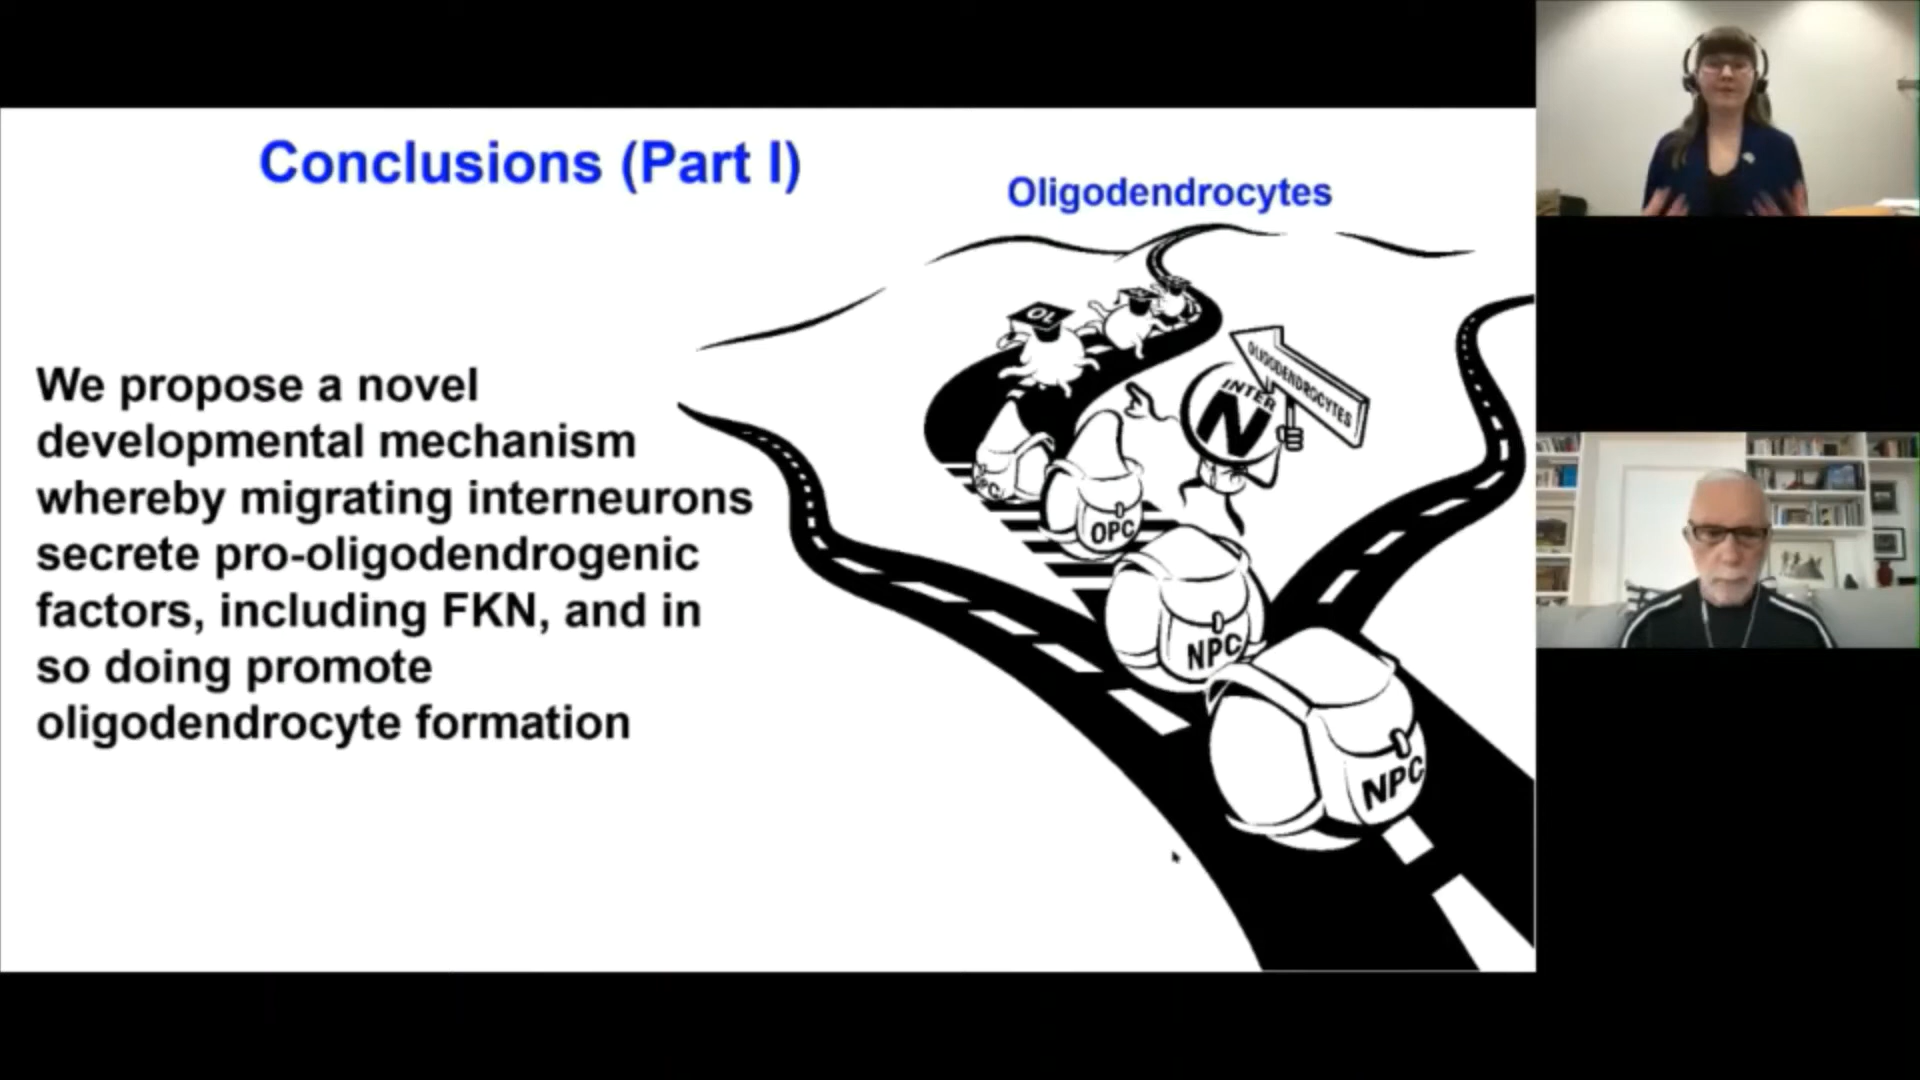 Conclusions (Part I)
Oligodendrocytes
We propose a novel
developmental mechanism
whereby migrating interneurons
secrete pro-oligodendrogenic
factors, including FKN, and in
so doing promote
oligodendrocyte formation
OL
OLIGODENDROCYTES
INTER
N
OPC
OPC
NPC
NPC